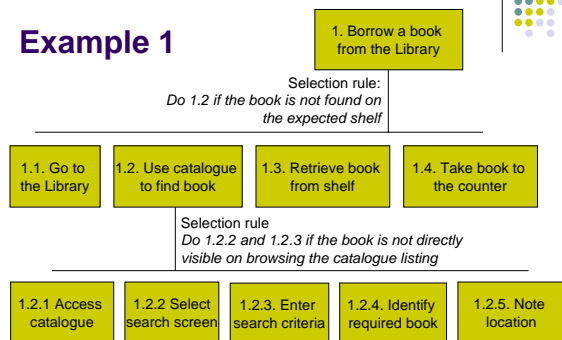 Example 1
1. Borrow a book
from the Library
Selection rule:
Do 1.2 if the book is not found on
the expected shelf
1.1. Go to
the Library
1.2. Use catalogue
to find book
1.3. Retrieve book
from shelf
1.4. Take book to
the counter
Selection rule
Do 1.2.2 and 1.2.3 if the book is not directly
visible on browsing the catalogue listing
1.2.1 Access
catalogue
1.2.2 Select
search screen
1.2.3. Enter
search criteria
1.2.4. Identify
required book
1.2.5. Note
location